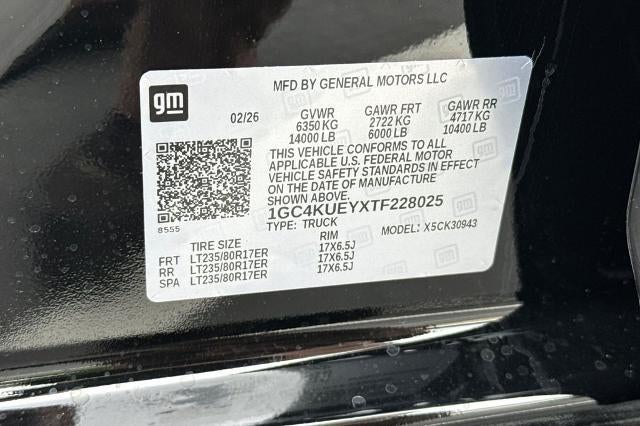 gm
MFD BY GENERAL MOTORS LLC
02/26 GVWR GAWR FRT GAWR RR
6350 KG 2722 KG 4717 KG
14000 LB 6000 LB 10400 LB
THIS VEHICLE CONFORMS TO ALL
APPLICABLE U.S. FEDERAL MOTOR
VEHICLE SAFETY STANDARDS IN EFFECT
ON THE DATE OF MANUFACTURE
SHOWN ABOVE.
8555 1GC4KUEYXTF228025
TYPE: TRUCK MODEL: X5CK30943
TIRE SIZE RIM
FRT LT235/80R17ER 17X6.5J
RR LT235/80R17ER 17X6.5J
SPA LT235/80R17ER 17X6.5J